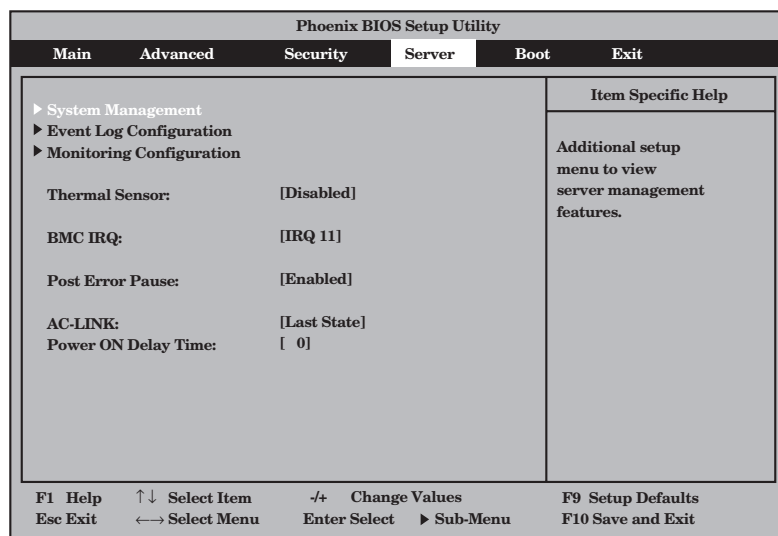 Phoenix BIOS Setup Utility
Main Advanced Security Server Boot Exit
▶ System Management
▶ Event Log Configuration
▶ Monitoring Configuration
Thermal Sensor: [Disabled]
BMC IRQ: [IRQ 11]
Post Error Pause: [Enabled]
AC-LINK: [Last State]
Power ON Delay Time: [ 0]
Item Specific Help
Additional setup
menu to view
server management
features.
F1 Help ↑↓ Select Item -/+ Change Values F9 Setup Defaults
Esc Exit ←→ Select Menu Enter Select ▶ Sub-Menu F10 Save and Exit